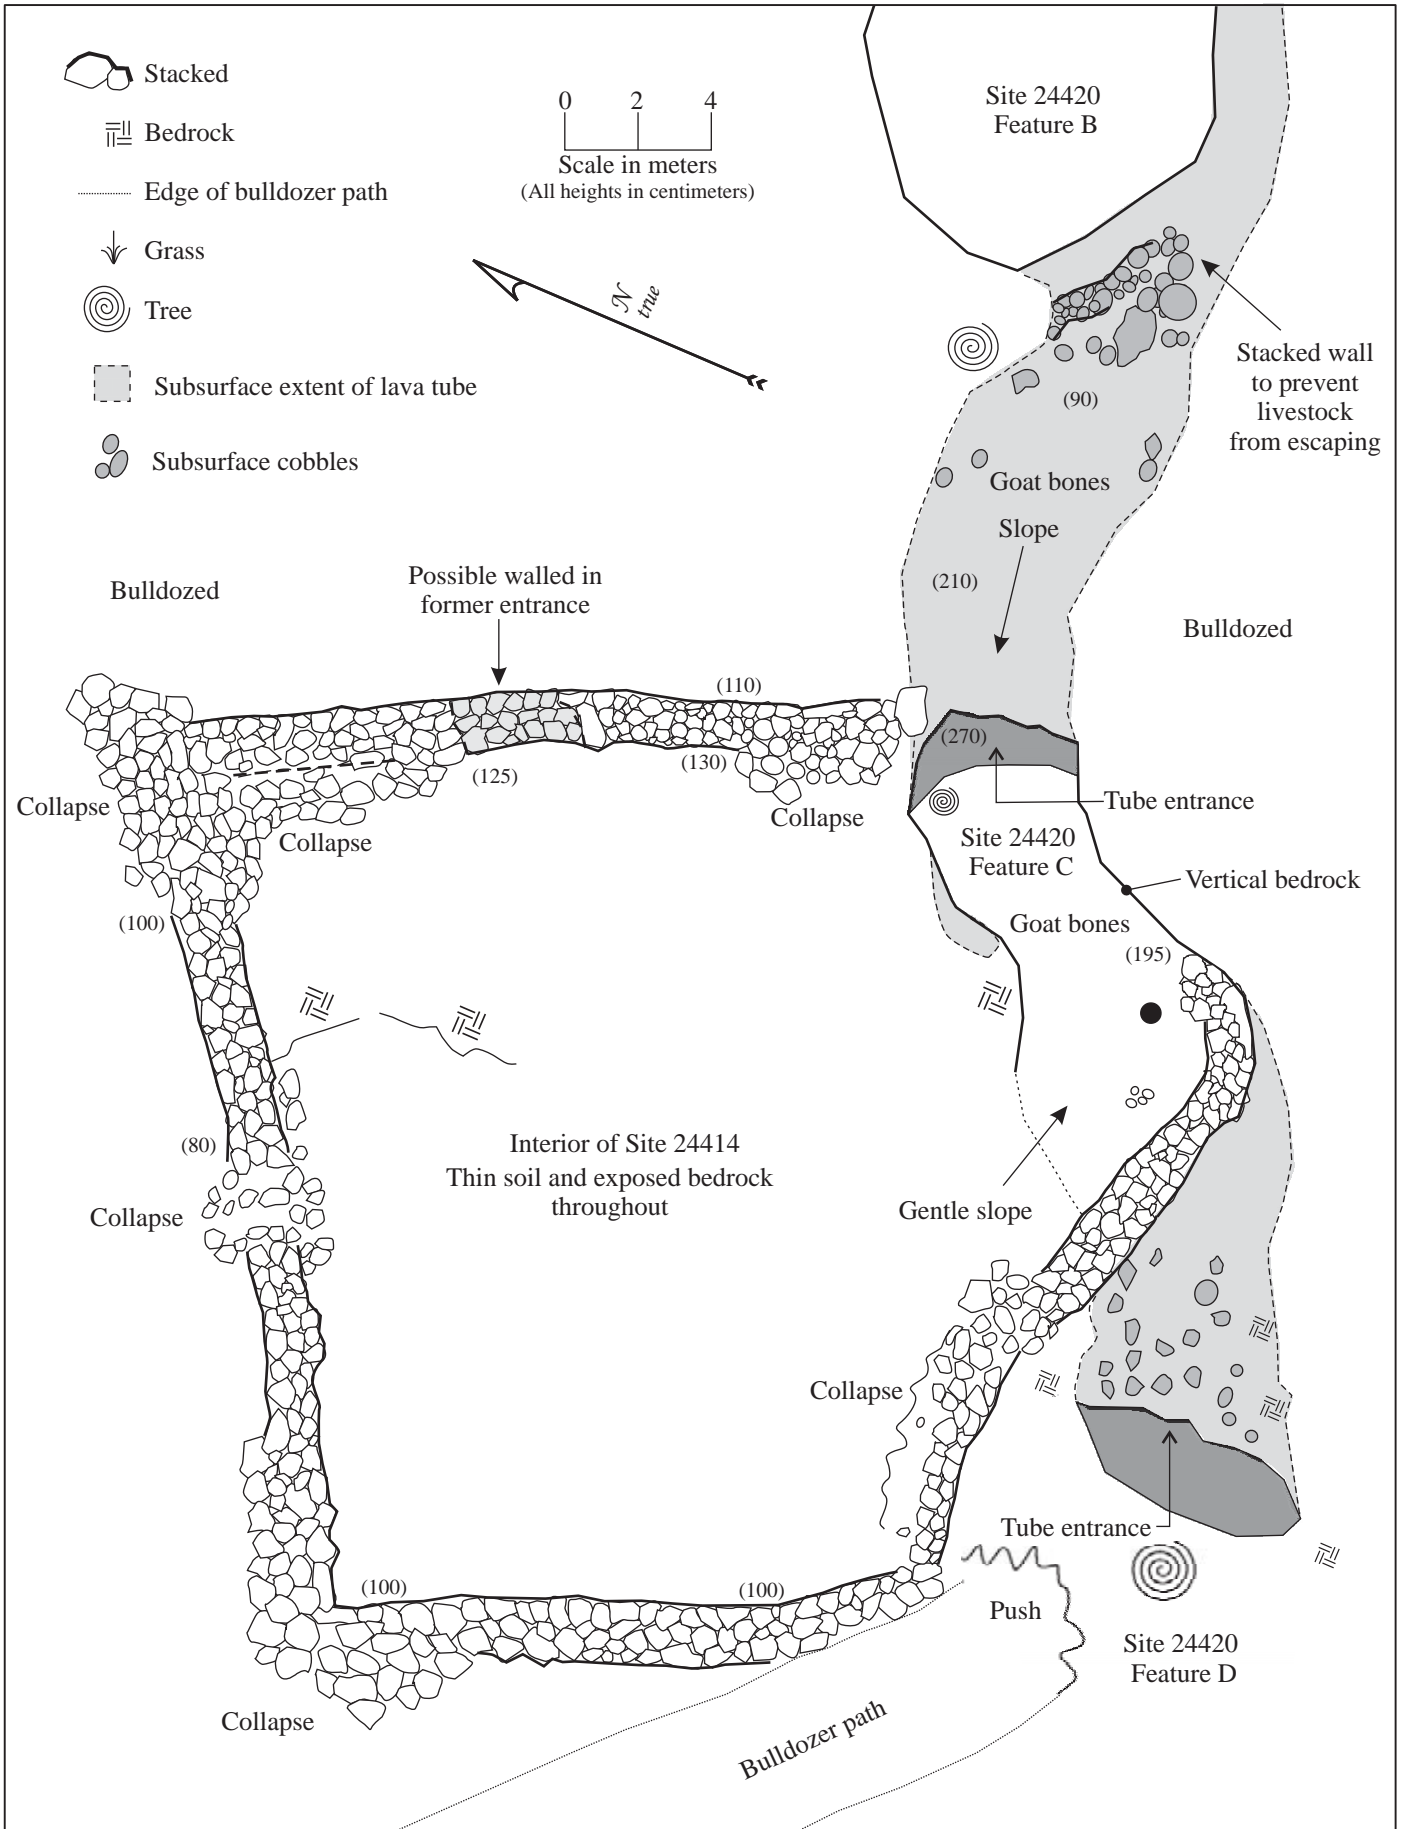 Stacked
Bedrock
Edge of bulldozer path
Grass
Tree
Subsurface extent of lava tube
Subsurface cobbles
0 2 4
Scale in meters
(All heights in centimeters)
N
true
Site 24420
Feature B
Stacked wall
to prevent
livestock
from escaping
(90)
Goat bones
Slope
(210)
Bulldozed
Possible walled in
former entrance
Bulldozed
(110)
(125)
(130)
(270)
Collapse
Collapse
Collapse
Tube entrance
Site 24420
Feature C
Vertical bedrock
Goat bones
(100)
(195)
(80)
Interior of Site 24414
Thin soil and exposed bedrock
throughout
Collapse
Gentle slope
Collapse
Tube entrance
(100)
(100)
Push
Site 24420
Feature D
Collapse
Bulldozer path